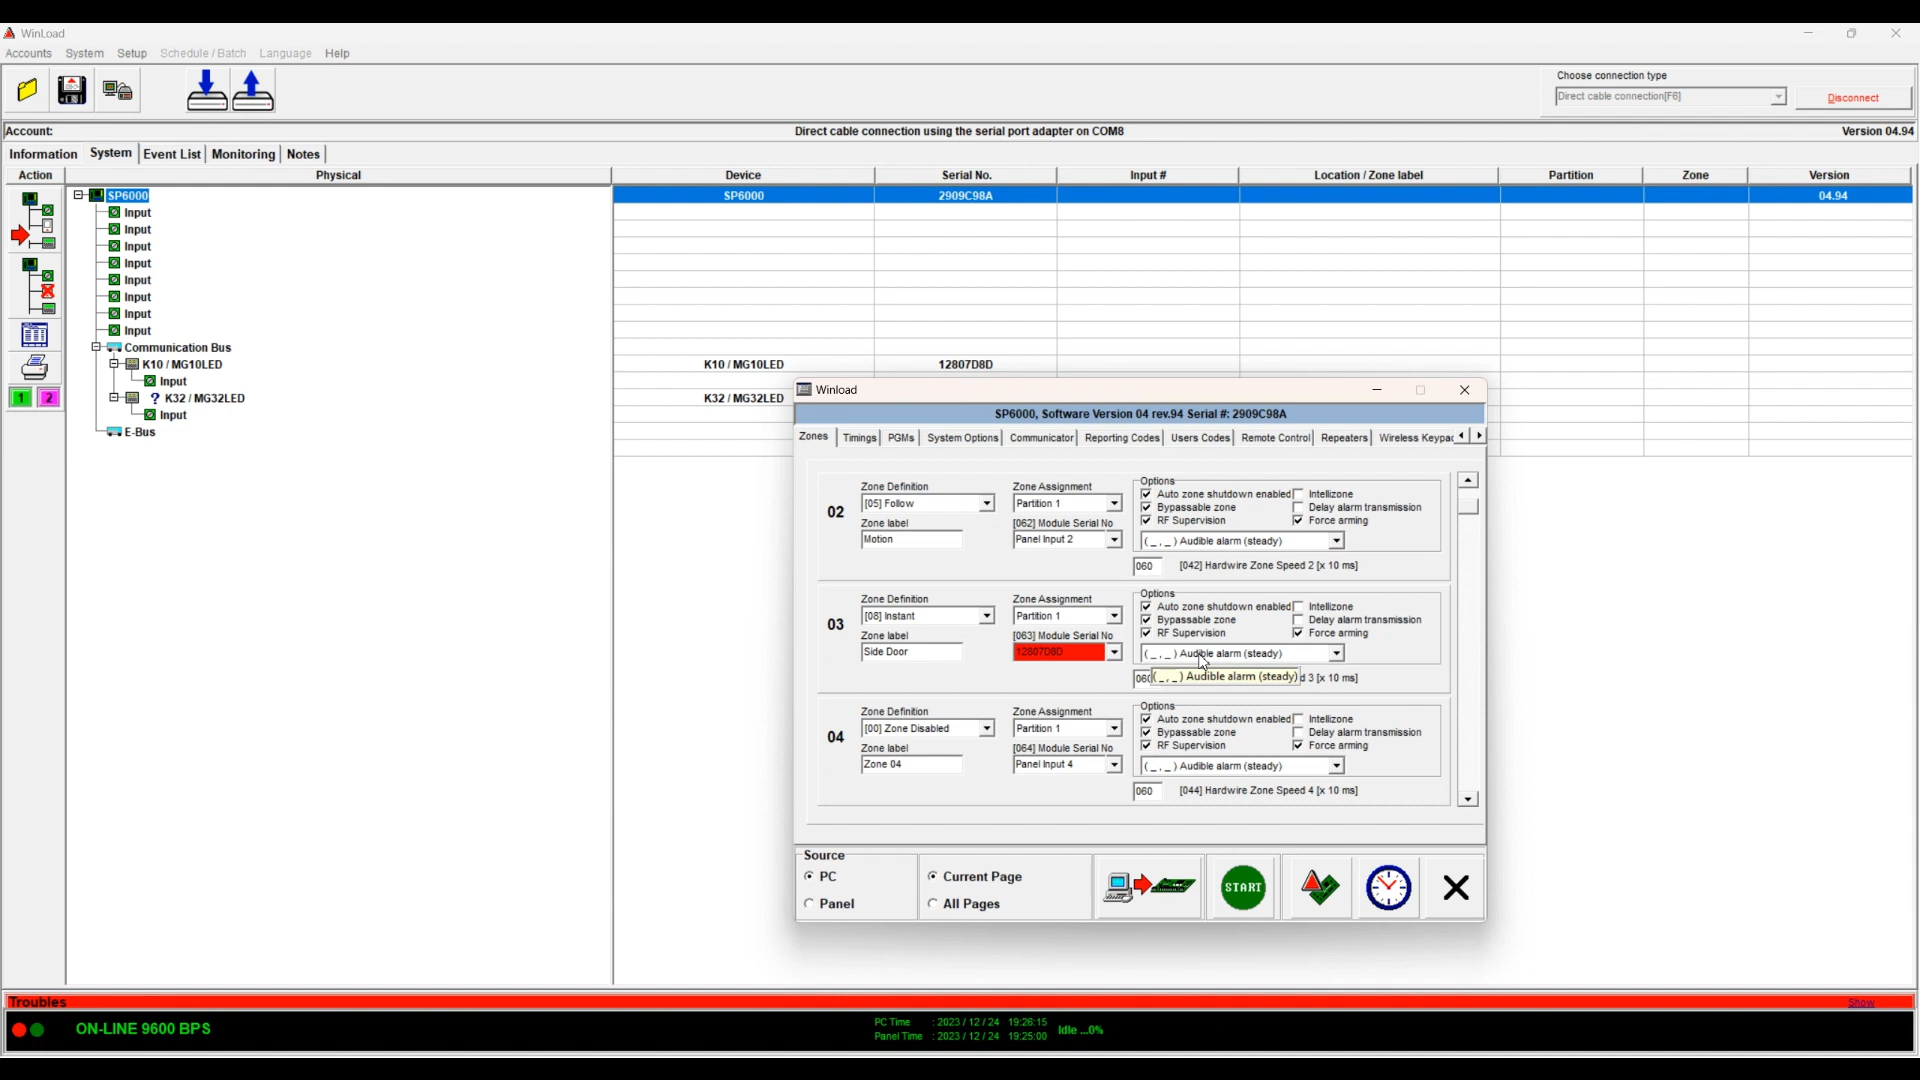 WinLoad
Accounts System Setup Schedule / Batch Language Help
Choose connection type
Direct cable connection[F6]
Disconnect
Account:
Direct cable connection using the serial port adapter on COM8
Version 04.94
Information System Event List Monitoring Notes
Action Physical Device Serial No. Input # Location / Zone label Partition Zone Version
SP6000 SP6000 2909C98A 04.94
Input
Input
Input
Input
Input
Input
Input
Input
Communication Bus
K10 / MG10LED K10 / MG10LED 12807D8D
Input
? K32 / MG32LED K32 / MG32LED
Input
E-Bus
1 2
Winload
SP6000, Software Version 04 rev.94 Serial #: 2909C98A
Zones Timings PGMs System Options Communicator Reporting Codes Users Codes Remote Control Repeaters Wireless Keypac
02
Zone Definition
[05] Follow
Zone label
Motion
Zone Assignment
Partition 1
[062] Module Serial No
Panel Input 2
Options
Auto zone shutdown enabled Intellizone
Bypassable zone Delay alarm transmission
RF Supervision Force arming
( _ . _ ) Audible alarm (steady)
060 [042] Hardwire Zone Speed 2 [x 10 ms]
03
Zone Definition
[08] Instant
Zone label
Side Door
Zone Assignment
Partition 1
[063] Module Serial No
12807D8D
Options
Auto zone shutdown enabled Intellizone
Bypassable zone Delay alarm transmission
RF Supervision Force arming
( _ . _ ) Audible alarm (steady)
060 ( _ . _ ) Audible alarm (steady) d 3 [x 10 ms]
04
Zone Definition
[00] Zone Disabled
Zone label
Zone 04
Zone Assignment
Partition 1
[064] Module Serial No
Panel Input 4
Options
Auto zone shutdown enabled Intellizone
Bypassable zone Delay alarm transmission
RF Supervision Force arming
( _ . _ ) Audible alarm (steady)
060 [044] Hardwire Zone Speed 4 [x 10 ms]
Source
PC
Panel
Current Page
All Pages
START
Troubles
Show
ON-LINE 9600 BPS
PC Time : 2023 / 12 / 24 19:26:15
Panel Time : 2023 / 12 / 24 19:25:00
Idle ...0%